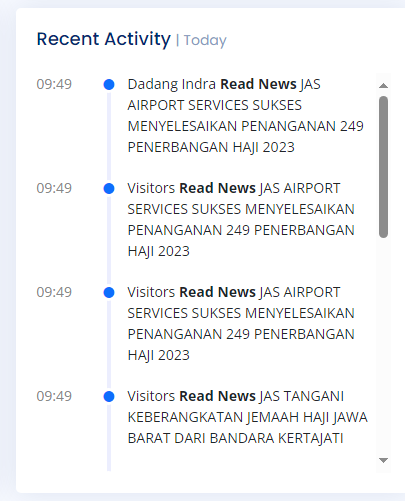 Recent Activity | Today
09:49 Dadang Indra Read News JAS
AIRPORT SERVICES SUKSES
MENYELESAIKAN PENANGANAN 249
PENERBANGAN HAJI 2023
09:49 Visitors Read News JAS AIRPORT
SERVICES SUKSES MENYELESAIKAN
PENANGANAN 249 PENERBANGAN
HAJI 2023
09:49 Visitors Read News JAS AIRPORT
SERVICES SUKSES MENYELESAIKAN
PENANGANAN 249 PENERBANGAN
HAJI 2023
09:49 Visitors Read News JAS TANGANI
KEBERANGKATAN JEMAAH HAJI JAWA
BARAT DARI BANDARA KERTAJATI